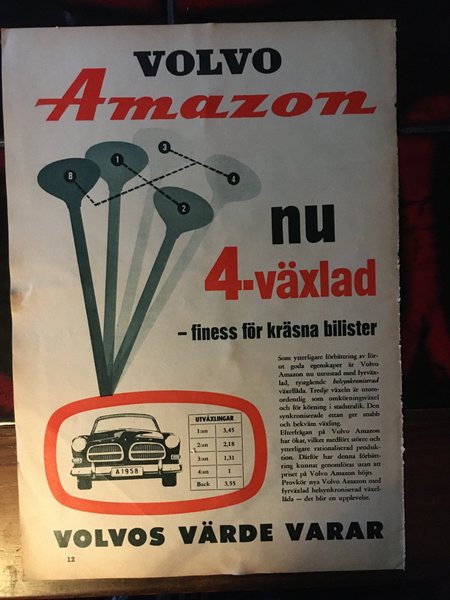 VOLVO
Amazon
B 1 3 4 2
nu
4-växlad
– finess för kräsna bilister
Som ytterligare förbättring av för-
ut goda egenskaper är Volvo
Amazon nu utrustad med fyrväx-
lad, rystgående helsynkroniserad
växellåda. Tredje växeln är utom-
ordentlig som omkörningsväxel
och för körning i stadstrafik. Den
synkroniserade ettan ger snabb
och bekväm växling.
Efterfrågan på Volvo Amazon
har ökat, vilket medfört större och
ytterligare rationaliserad produk-
tion. Därför har denna förbätt-
ring kunnat genomföras utan att
priset på Volvo Amazon höjts.
Provkör nya Volvo Amazon med
fyrväxlad helsynkroniserad växel-
låda – det blir en upplevelse.
UTVÄXLINGAR
1:an 3,45
2:an 2,18
3:an 1,31
4:an 1
Back 3,55
A1958
VOLVOS VÄRDE VARAR
12